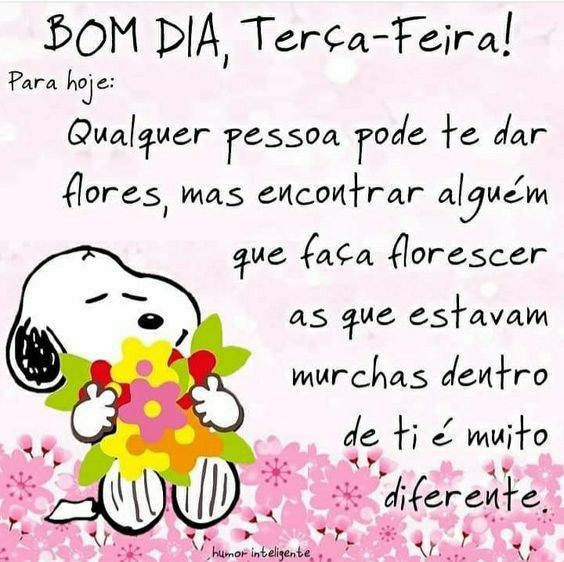 BOM DIA, Terça-Feira!
Para hoje:
Qualquer pessoa pode te dar
flores, mas encontrar alguém
que faça florescer
as que estavam
murchas dentro
de ti é muito
diferente.
humor inteligente